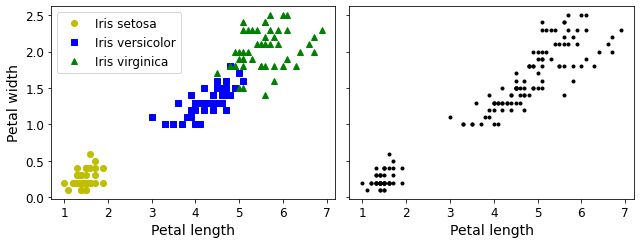 Iris setosa
Iris versicolor
Iris virginica
Petal width
2.5
2.0
1.5
1.0
0.5
0.0
1 2 3 4 5 6 7
Petal length
1 2 3 4 5 6 7
Petal length